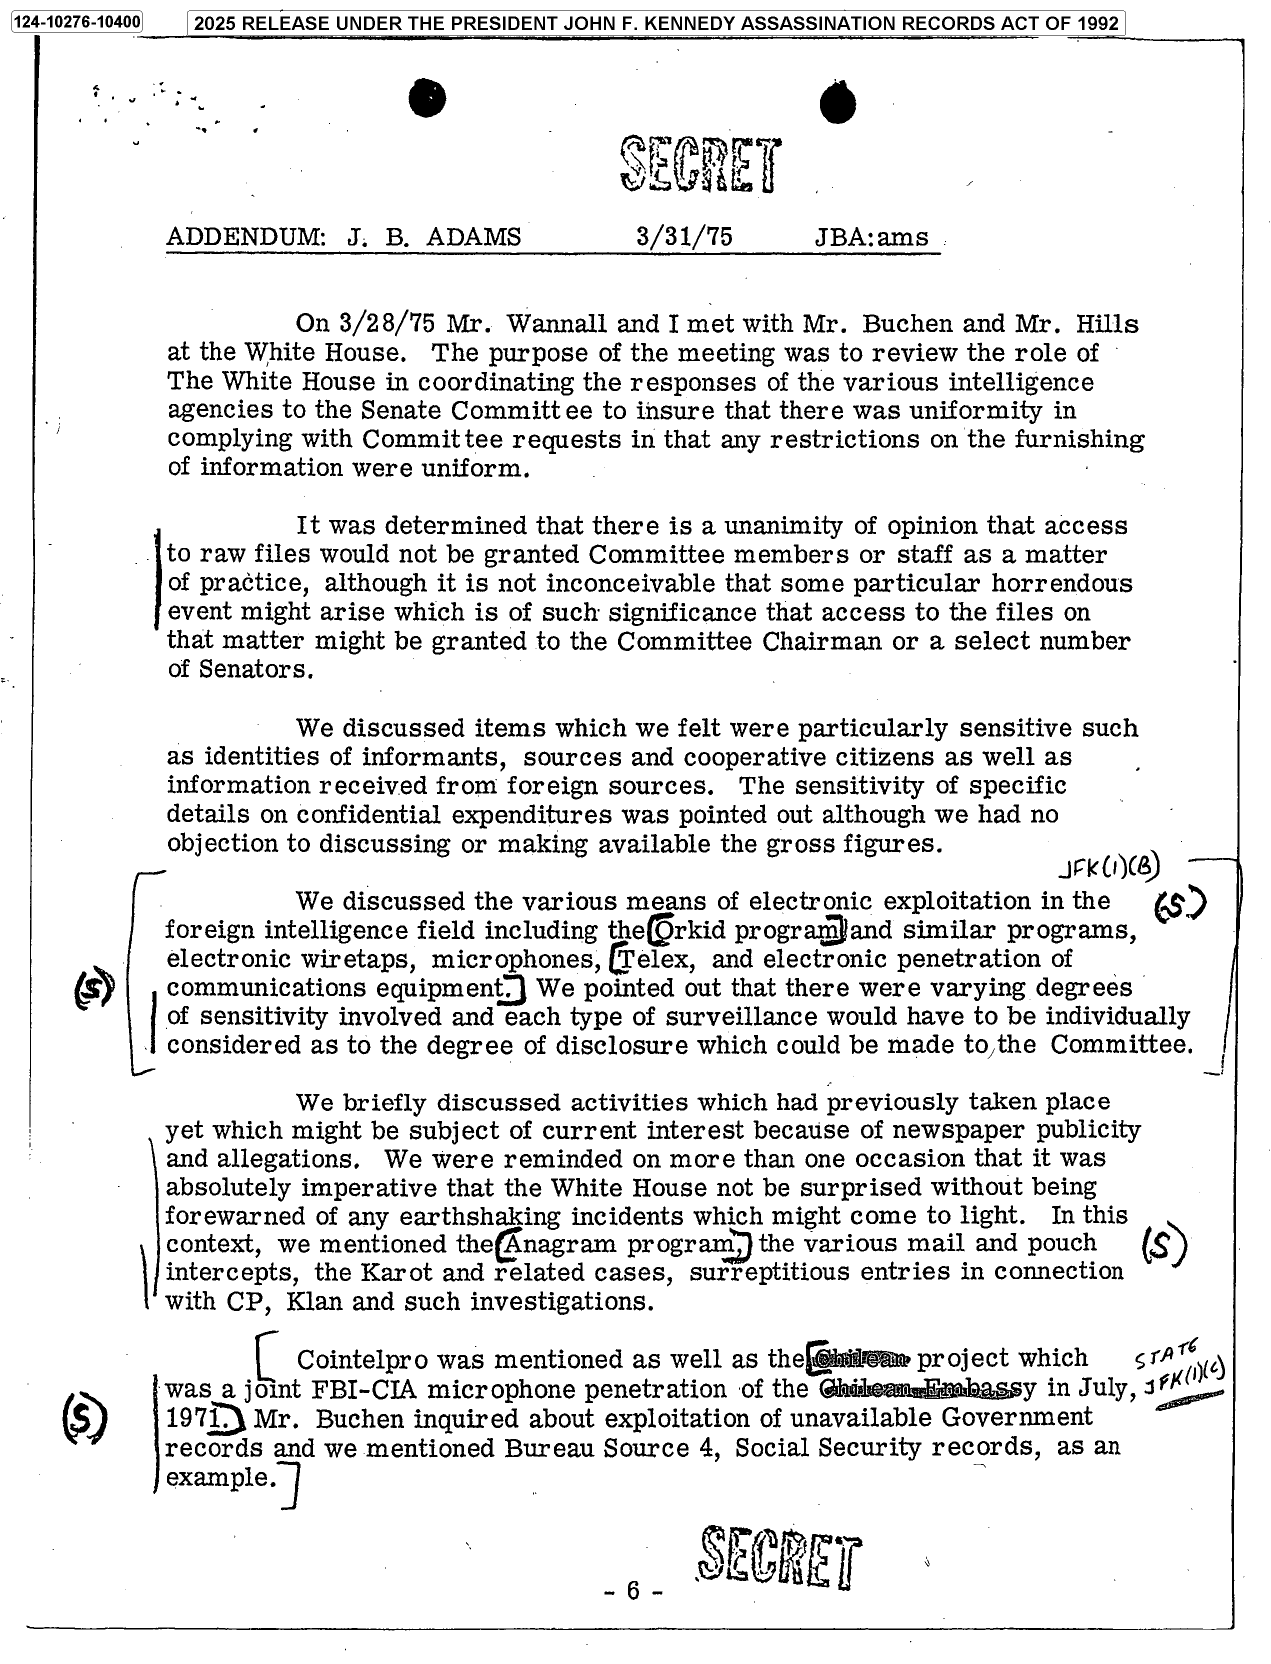 124-10276-10400
2025 RELEASE UNDER THE PRESIDENT JOHN F. KENNEDY ASSASSINATION RECORDS ACT OF 1992
SECRET
ADDENDUM: J. B. ADAMS 3/31/75 JBA:ams
On 3/28/75 Mr. Wannall and I met with Mr. Buchen and Mr. Hills
at the White House. The purpose of the meeting was to review the role of
The White House in coordinating the responses of the various intelligence
agencies to the Senate Committee to insure that there was uniformity in
complying with Committee requests in that any restrictions on the furnishing
of information were uniform.
It was determined that there is a unanimity of opinion that access
to raw files would not be granted Committee members or staff as a matter
of practice, although it is not inconceivable that some particular horrendous
event might arise which is of such significance that access to the files on
that matter might be granted to the Committee Chairman or a select number
of Senators.
We discussed items which we felt were particularly sensitive such
as identities of informants, sources and cooperative citizens as well as
information received from foreign sources. The sensitivity of specific
details on confidential expenditures was pointed out although we had no
objection to discussing or making available the gross figures.
JFK(1)(B)
We discussed the various means of electronic exploitation in the (S)
foreign intelligence field including the [Orkid program] and similar programs,
electronic wiretaps, microphones, [Telex, and electronic penetration of
(S) communications equipment.] We pointed out that there were varying degrees
of sensitivity involved and each type of surveillance would have to be individually
considered as to the degree of disclosure which could be made to the Committee.
We briefly discussed activities which had previously taken place
yet which might be subject of current interest because of newspaper publicity
and allegations. We were reminded on more than one occasion that it was
absolutely imperative that the White House not be surprised without being
forewarned of any earthshaking incidents which might come to light. In this
context, we mentioned the [Anagram program,] the various mail and pouch (S)
intercepts, the Karot and related cases, surreptitious entries in connection
with CP, Klan and such investigations.
[Cointelpro was mentioned as well as the [Chilean project which STATE
was a joint FBI-CIA microphone penetration of the Chilean Embassy in July, JFK(1)(C)
(S) 1971.] Mr. Buchen inquired about exploitation of unavailable Government
records and we mentioned Bureau Source 4, Social Security records, as an
example.]
SECRET
- 6 -